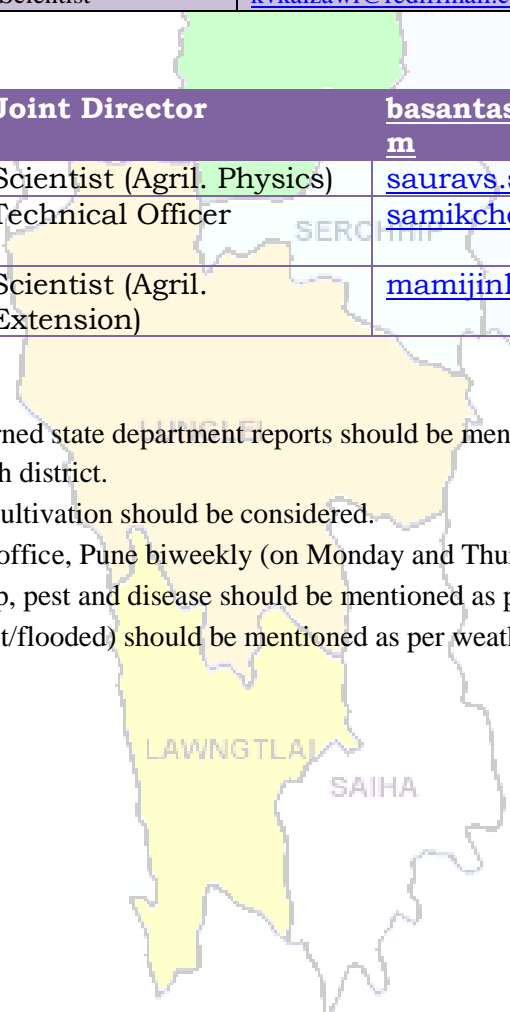 Joint Director basantas
m
Scientist (Agril. Physics) sauravs.s
Technical Officer samikch
SERCHHIP
Scientist (Agril. mamijinl
Extension)
LUNGLEI
rned state department reports should be men
h district.
ultivation should be considered.
office, Pune biweekly (on Monday and Thu
p, pest and disease should be mentioned as p
t/flooded) should be mentioned as per weath
LAWNGTLAI
SAIHA